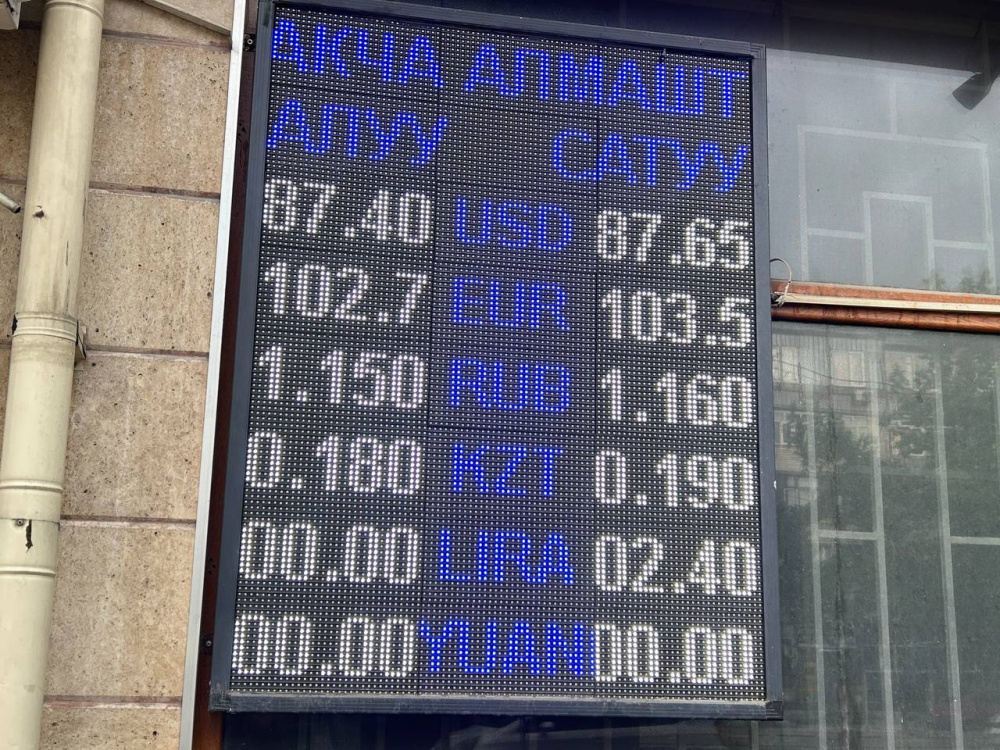 АКЧА АЛМАШТ
АЛУУ САТУУ
87.40 USD 87.65
102.7 EUR 103.5
1.150 RUB 1.160
0.180 KZT 0.190
00.00 LIRA 02.40
00.00 YUAN 00.00